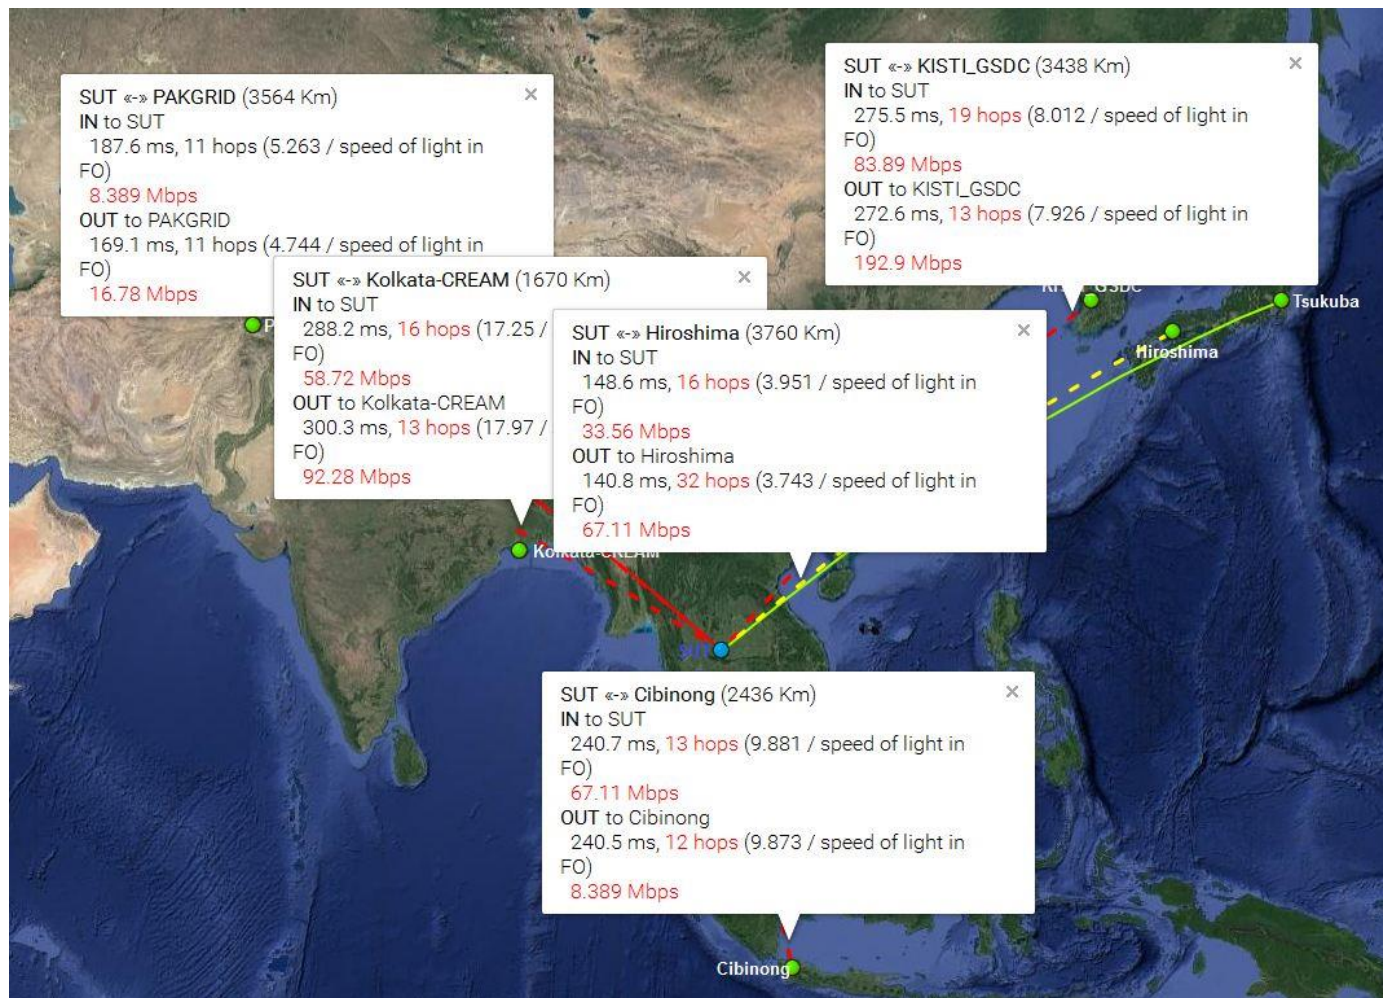 SUT «-» PAKGRID (3564 Km)
IN to SUT
187.6 ms, 11 hops (5.263 / speed of light in
FO)
8.389 Mbps
OUT to PAKGRID
169.1 ms, 11 hops (4.744 / speed of light in
FO)
16.78 Mbps
SUT «-» KISTI_GSDC (3438 Km)
IN to SUT
275.5 ms, 19 hops (8.012 / speed of light in
FO)
83.89 Mbps
OUT to KISTI_GSDC
272.6 ms, 13 hops (7.926 / speed of light in
FO)
192.9 Mbps
SUT «-» Kolkata-CREAM (1670 Km)
IN to SUT
288.2 ms, 16 hops (17.25 /
FO)
58.72 Mbps
OUT to Kolkata-CREAM
300.3 ms, 13 hops (17.97 /
FO)
92.28 Mbps
SUT «-» Hiroshima (3760 Km)
IN to SUT
148.6 ms, 16 hops (3.951 / speed of light in
FO)
33.56 Mbps
OUT to Hiroshima
140.8 ms, 32 hops (3.743 / speed of light in
FO)
67.11 Mbps
KISTI_GSDC
Tsukuba
Hiroshima
Kolkata-CREAM
SUT
SUT «-» Cibinong (2436 Km)
IN to SUT
240.7 ms, 13 hops (9.881 / speed of light in
FO)
67.11 Mbps
OUT to Cibinong
240.5 ms, 12 hops (9.873 / speed of light in
FO)
8.389 Mbps
Cibinong